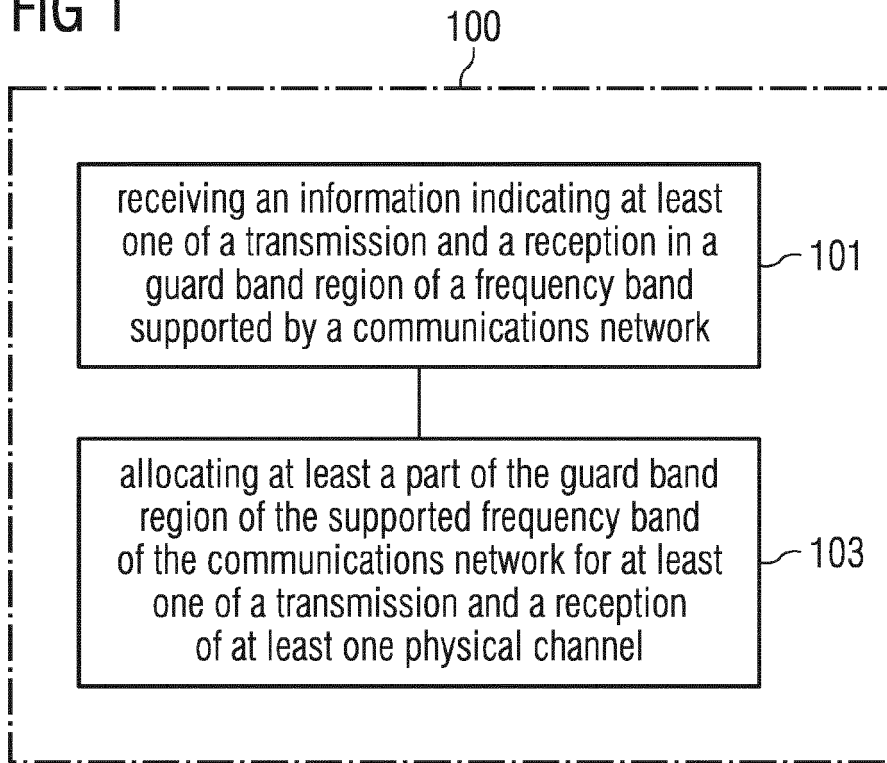 FIG 1
100
receiving an information indicating at least
one of a transmission and a reception in a
guard band region of a frequency band
supported by a communications network
101
allocating at least a part of the guard band
region of the supported frequency band
of the communications network for at least
one of a transmission and a reception
of at least one physical channel
103